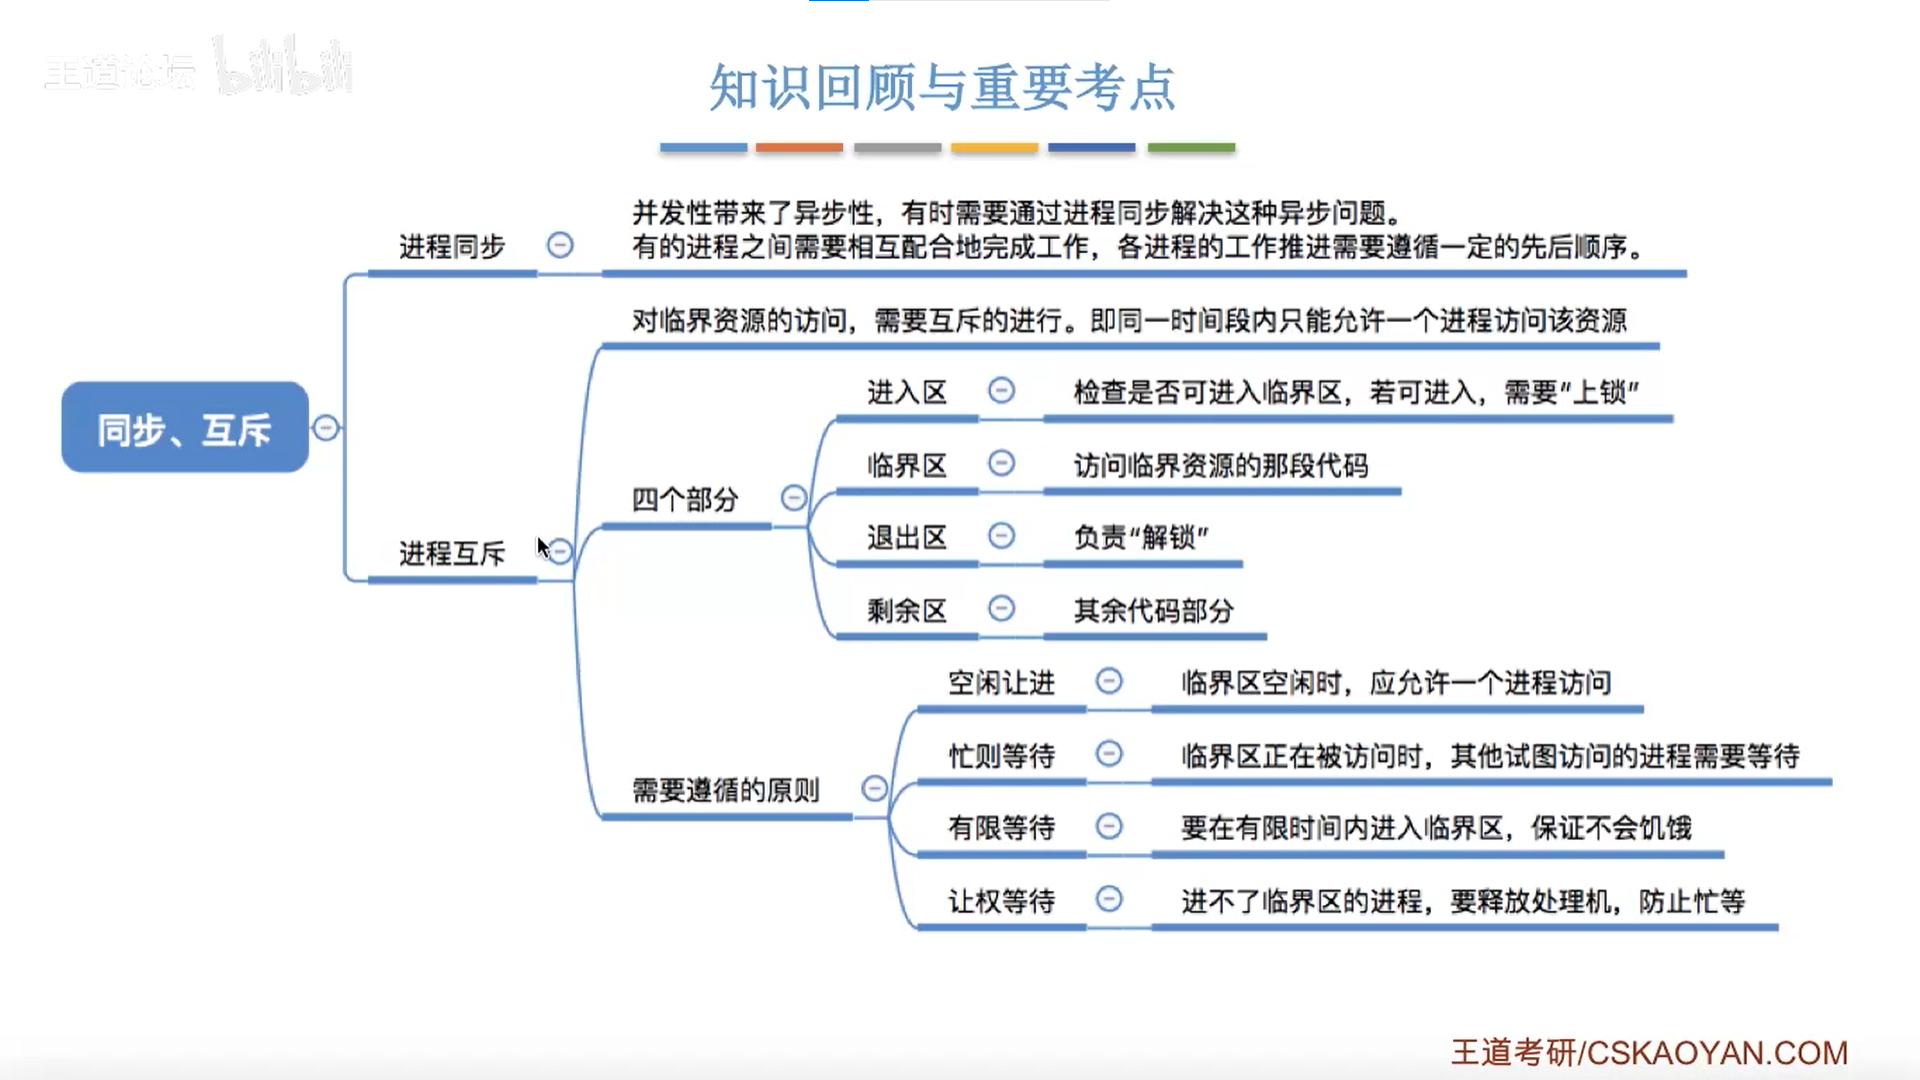 王道论坛 bilibili
知识回顾与重要考点
并发性带来了异步性，有时需要通过进程同步解决这种异步问题。
进程同步
有的进程之间需要相互配合地完成工作，各进程的工作推进需要遵循一定的先后顺序。
对临界资源的访问，需要互斥的进行。即同一时间段内只能允许一个进程访问该资源
进入区
检查是否可进入临界区，若可进入，需要“上锁”
同步、互斥
临界区
访问临界资源的那段代码
四个部分
退出区
负责“解锁”
进程互斥
剩余区
其余代码部分
空闲让进
临界区空闲时，应允许一个进程访问
忙则等待
临界区正在被访问时，其他试图访问的进程需要等待
需要遵循的原则
有限等待
要在有限时间内进入临界区，保证不会饥饿
让权等待
进不了临界区的进程，要释放处理机，防止忙等
王道考研/CSKAOYAN.COM